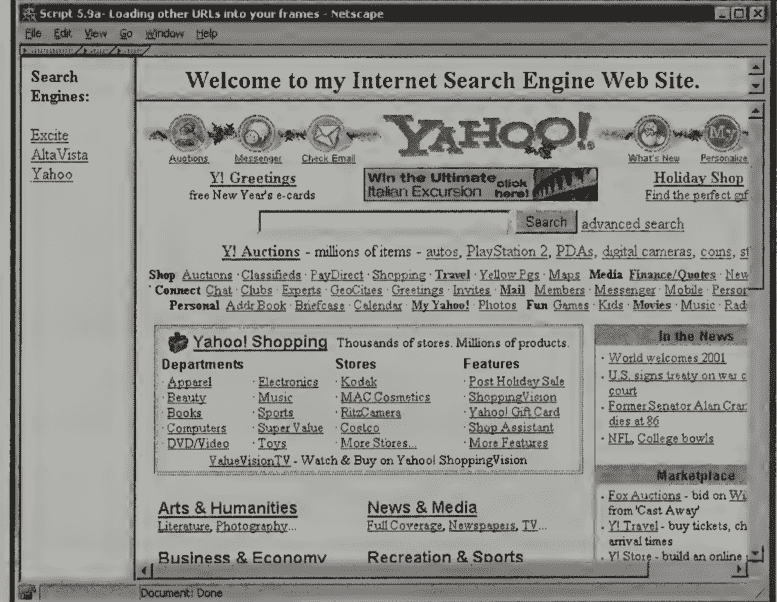 Script 5.9a- Loading other URLs into your frames - Netscape
File Edit View Go Window Help
Search
Engines:
Excite
AltaVista
Yahoo
Welcome to my Internet Search Engine Web Site.
YAHOO!
Auctions Messenger Check Email What's New Personalize
Y! Greetings
free New Year's e-cards
Win the Ultimate click
Italian Excursion here!
Holiday Shop
Find the perfect gif
Search advanced search
Y! Auctions - millions of items - autos, PlayStation 2, PDAs, digital cameras, coins, st
Shop Auctions · Classifieds · PayDirect · Shopping · Travel · Yellow Pgs · Maps Media Finance/Quotes · New
Connect Chat · Clubs · Experts · GeoCities · Greetings · Invites · Mail · Members · Messenger · Mobile · Person
Personal Addr Book · Briefcase · Calendar · My Yahoo! · Photos Fun Games · Kids · Movies · Music · Rad
Yahoo! Shopping Thousands of stores. Millions of products.
Departments Stores Features
· Apparel · Electronics · Kodak · Post Holiday Sale
· Beauty · Music · MAC Cosmetics · ShoppingVision
· Books · Sports · RitzCamera · Yahoo! Gift Card
· Computers · Super Value · Costco · Shop Assistant
· DVD/Video · Toys · More Stores... · More Features
ValueVisionTV - Watch & Buy on Yahoo! ShoppingVision
In the News
· World welcomes 2001
· U.S. signs treaty on war c
court
· Former Senator Alan Cran
dies at 86
· NFL, College bowls
Marketplace
· Fox Auctions - bid on Wi
from 'Cast Away'
· Y! Travel - buy tickets, ch
arrival times
· Y! Store - build an online
Arts & Humanities
Literature, Photography...
News & Media
Full Coverage, Newspapers, TV...
Business & Economy
Recreation & Sports
Document: Done